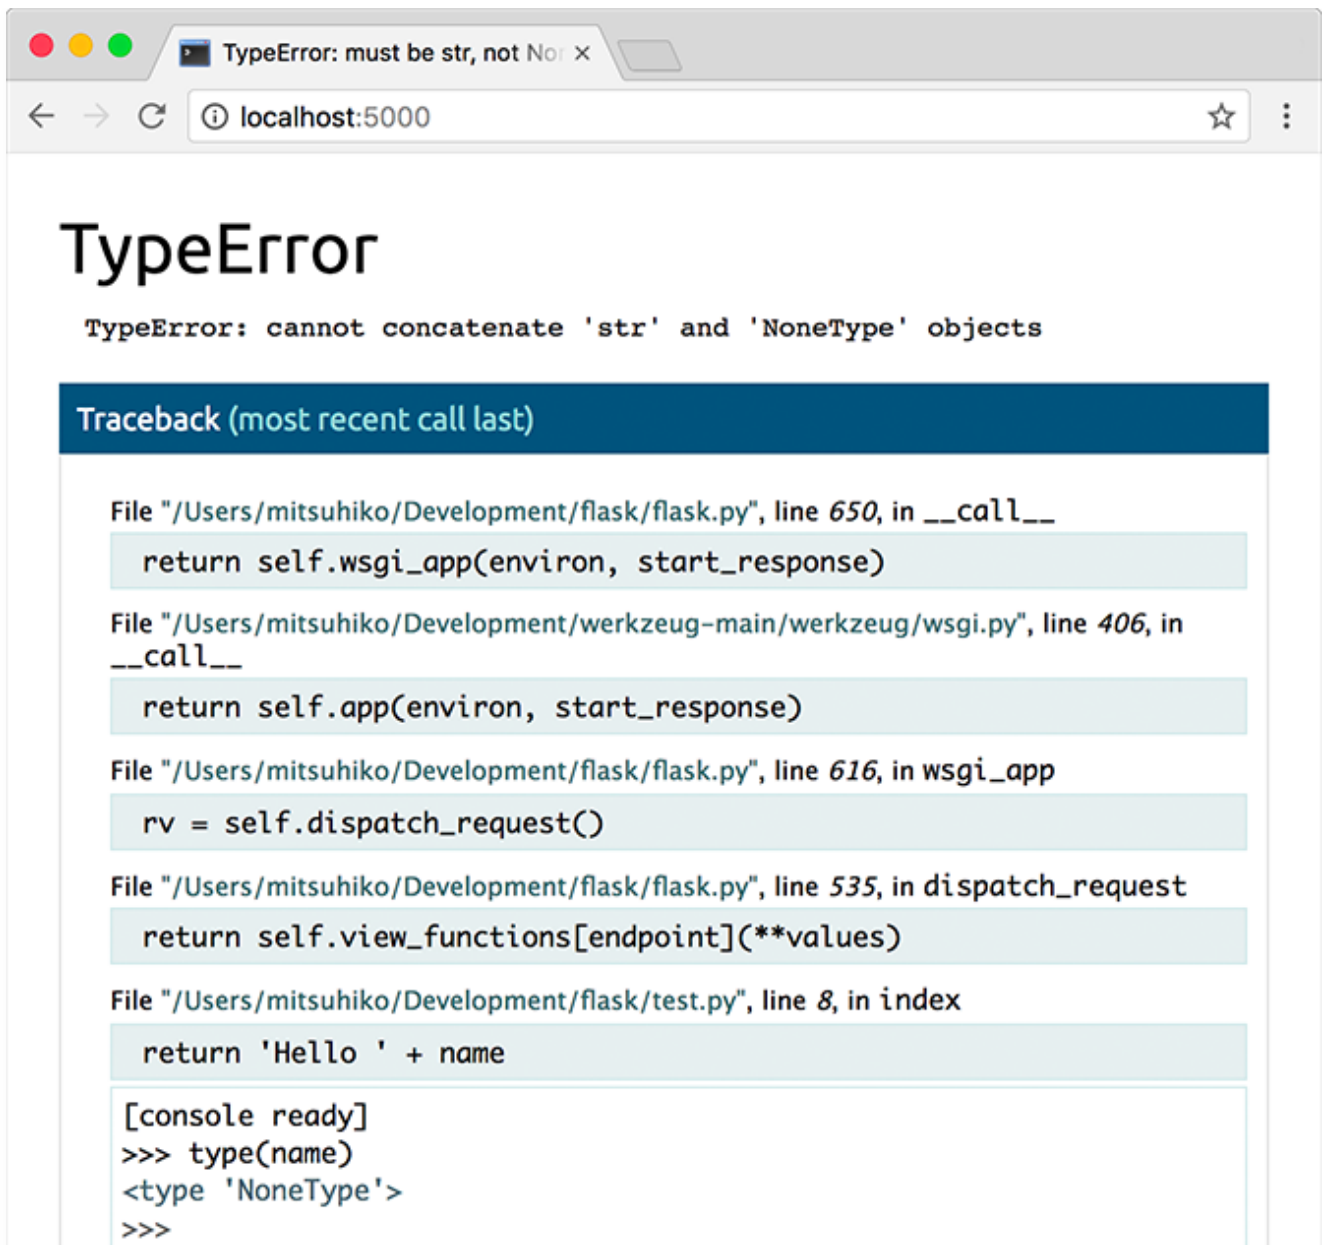 TypeError: must be str, not Nor
localhost:5000
TypeError
TypeError: cannot concatenate 'str' and 'NoneType' objects
Traceback (most recent call last)
File "/Users/mitsuhiko/Development/flask/flask.py", line 650, in __call__
return self.wsgi_app(environ, start_response)
File "/Users/mitsuhiko/Development/werkzeug-main/werkzeug/wsgi.py", line 406, in
__call__
return self.app(environ, start_response)
File "/Users/mitsuhiko/Development/flask/flask.py", line 616, in wsgi_app
rv = self.dispatch_request()
File "/Users/mitsuhiko/Development/flask/flask.py", line 535, in dispatch_request
return self.view_functions[endpoint](**values)
File "/Users/mitsuhiko/Development/flask/test.py", line 8, in index
return 'Hello ' + name
[console ready]
>>> type(name)
<type 'NoneType'>
>>>